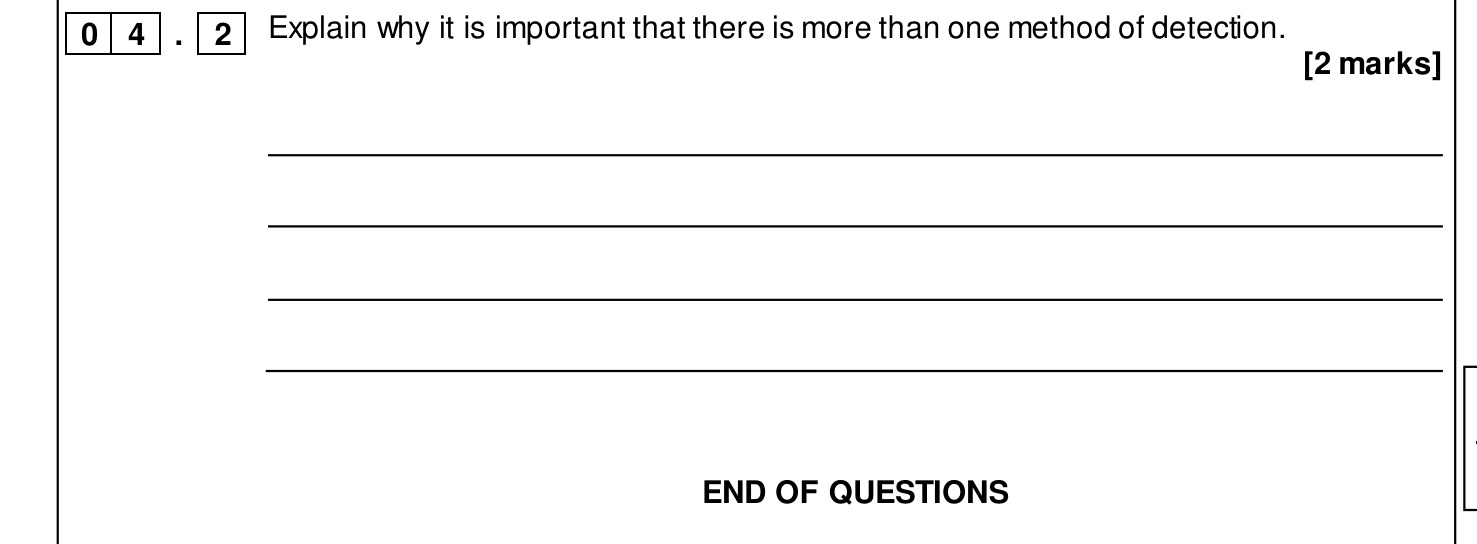 0 4 . 2 Explain why it is important that there is more than one method of detection.
[2 marks]
END OF QUESTIONS